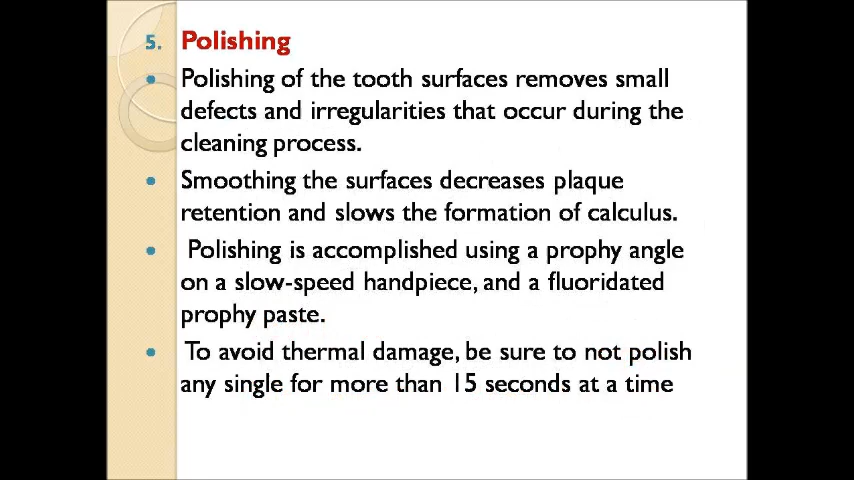 5. Polishing
• Polishing of the tooth surfaces removes small
defects and irregularities that occur during the
cleaning process.
• Smoothing the surfaces decreases plaque
retention and slows the formation of calculus.
• Polishing is accomplished using a prophy angle
on a slow-speed handpiece, and a fluoridated
prophy paste.
• To avoid thermal damage, be sure to not polish
any single for more than 15 seconds at a time